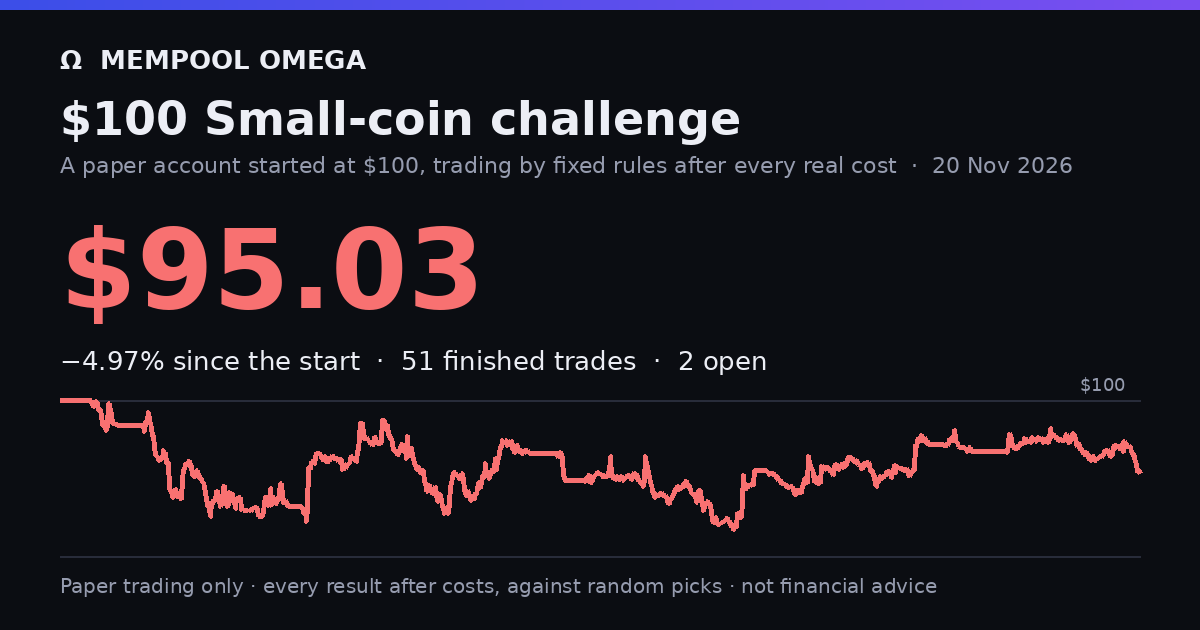 Ω MEMPOOL OMEGA
$100 Small-coin challenge
A paper account started at $100, trading by fixed rules after every real cost · 20 Nov 2026
$95.03
−4.97% since the start · 51 finished trades · 2 open
$100
Paper trading only · every result after costs, against random picks · not financial advice